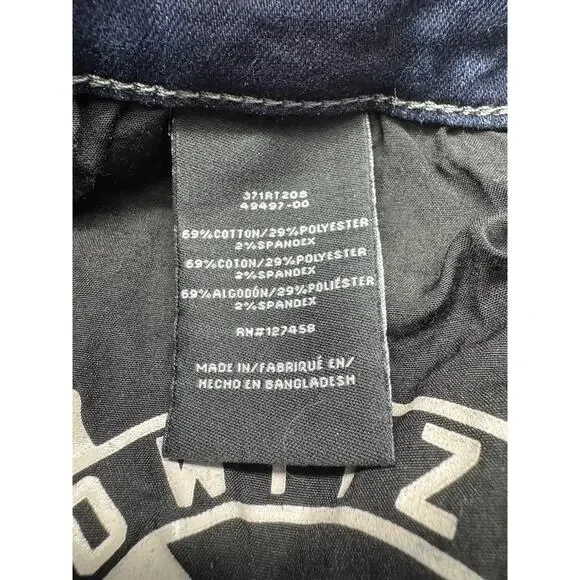 371RT208
49497-00
69%COTTON/29%POLYESTER
2%SPANDEX
69%COTON/29%POLYESTER
2%SPANDEX
69%ALGODÓN/29%POLIÉSTER
2%SPANDEX
RN#127458
MADE IN/FABRIQUÉ EN/
HECHO EN BANGLADESH